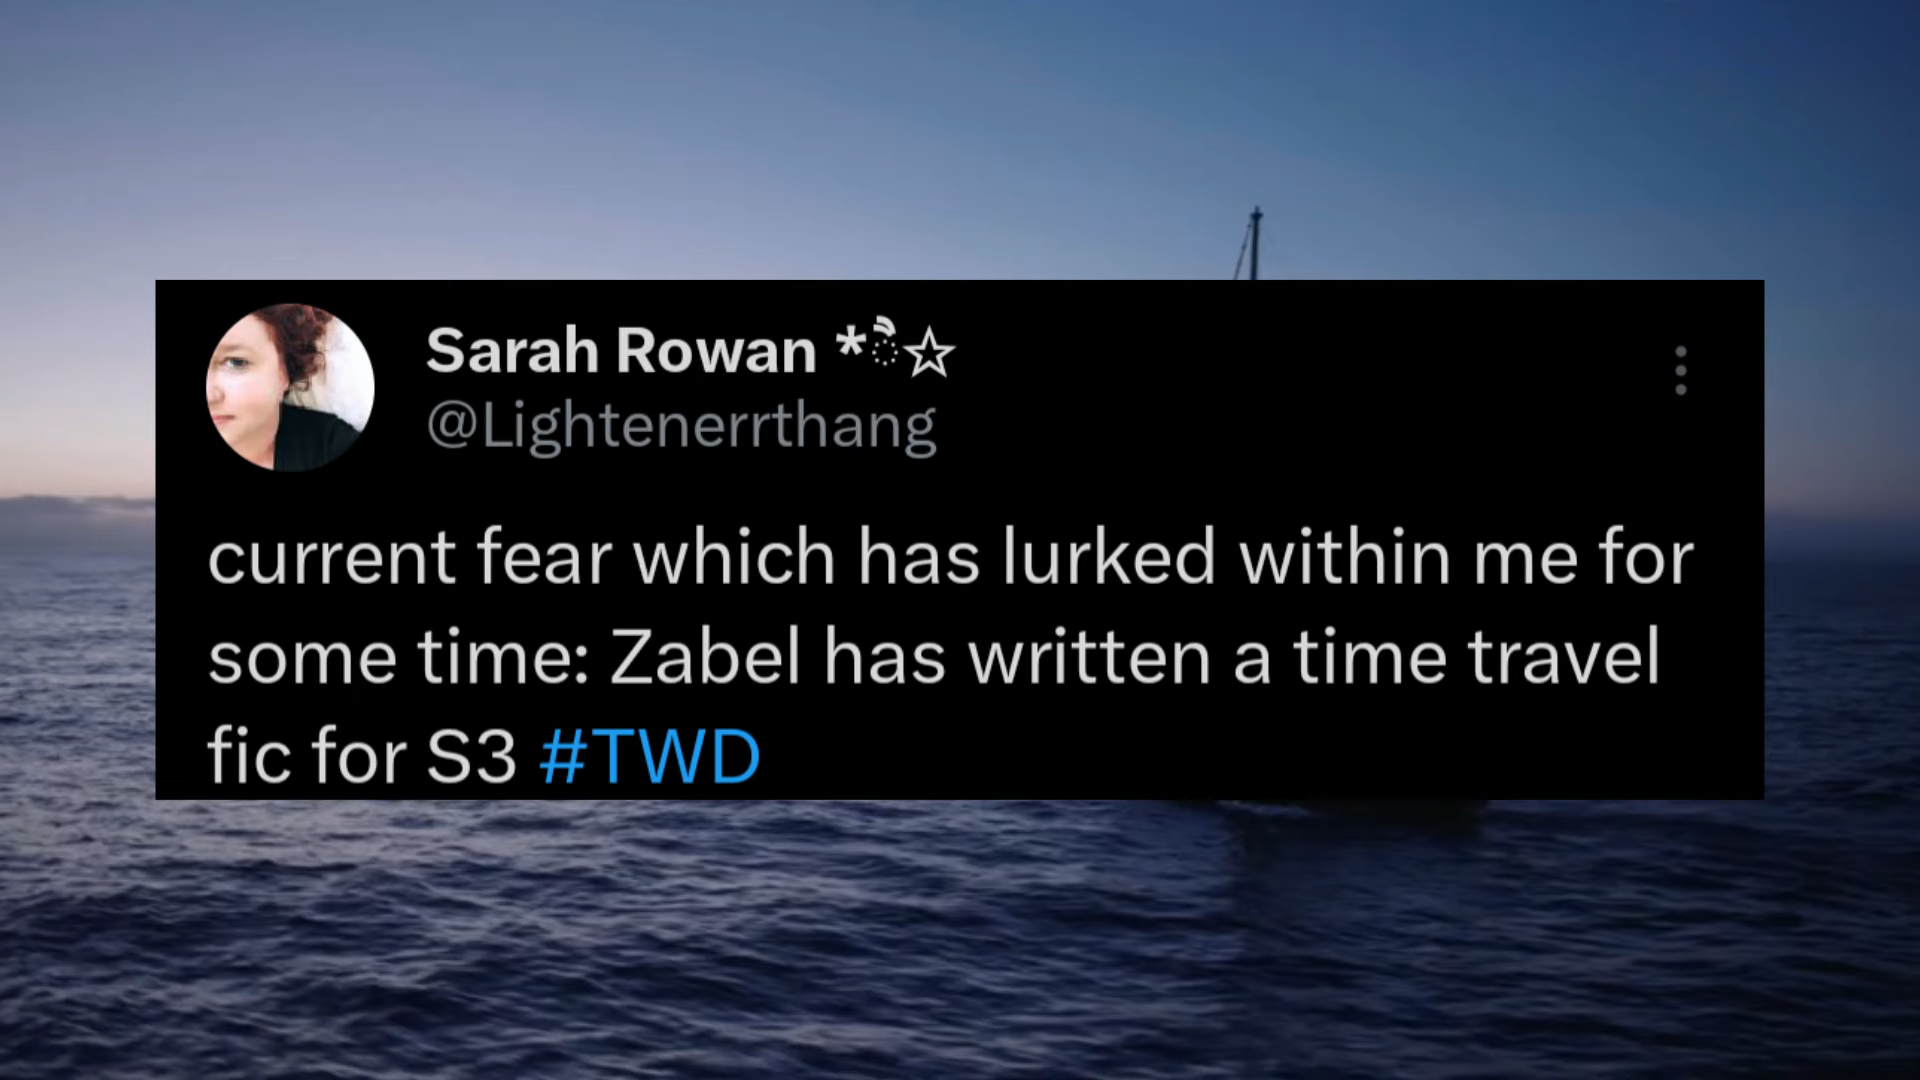 Sarah Rowan *ੈ☆
@Lightenerrthang
current fear which has lurked within me for
some time: Zabel has written a time travel
fic for S3 #TWD